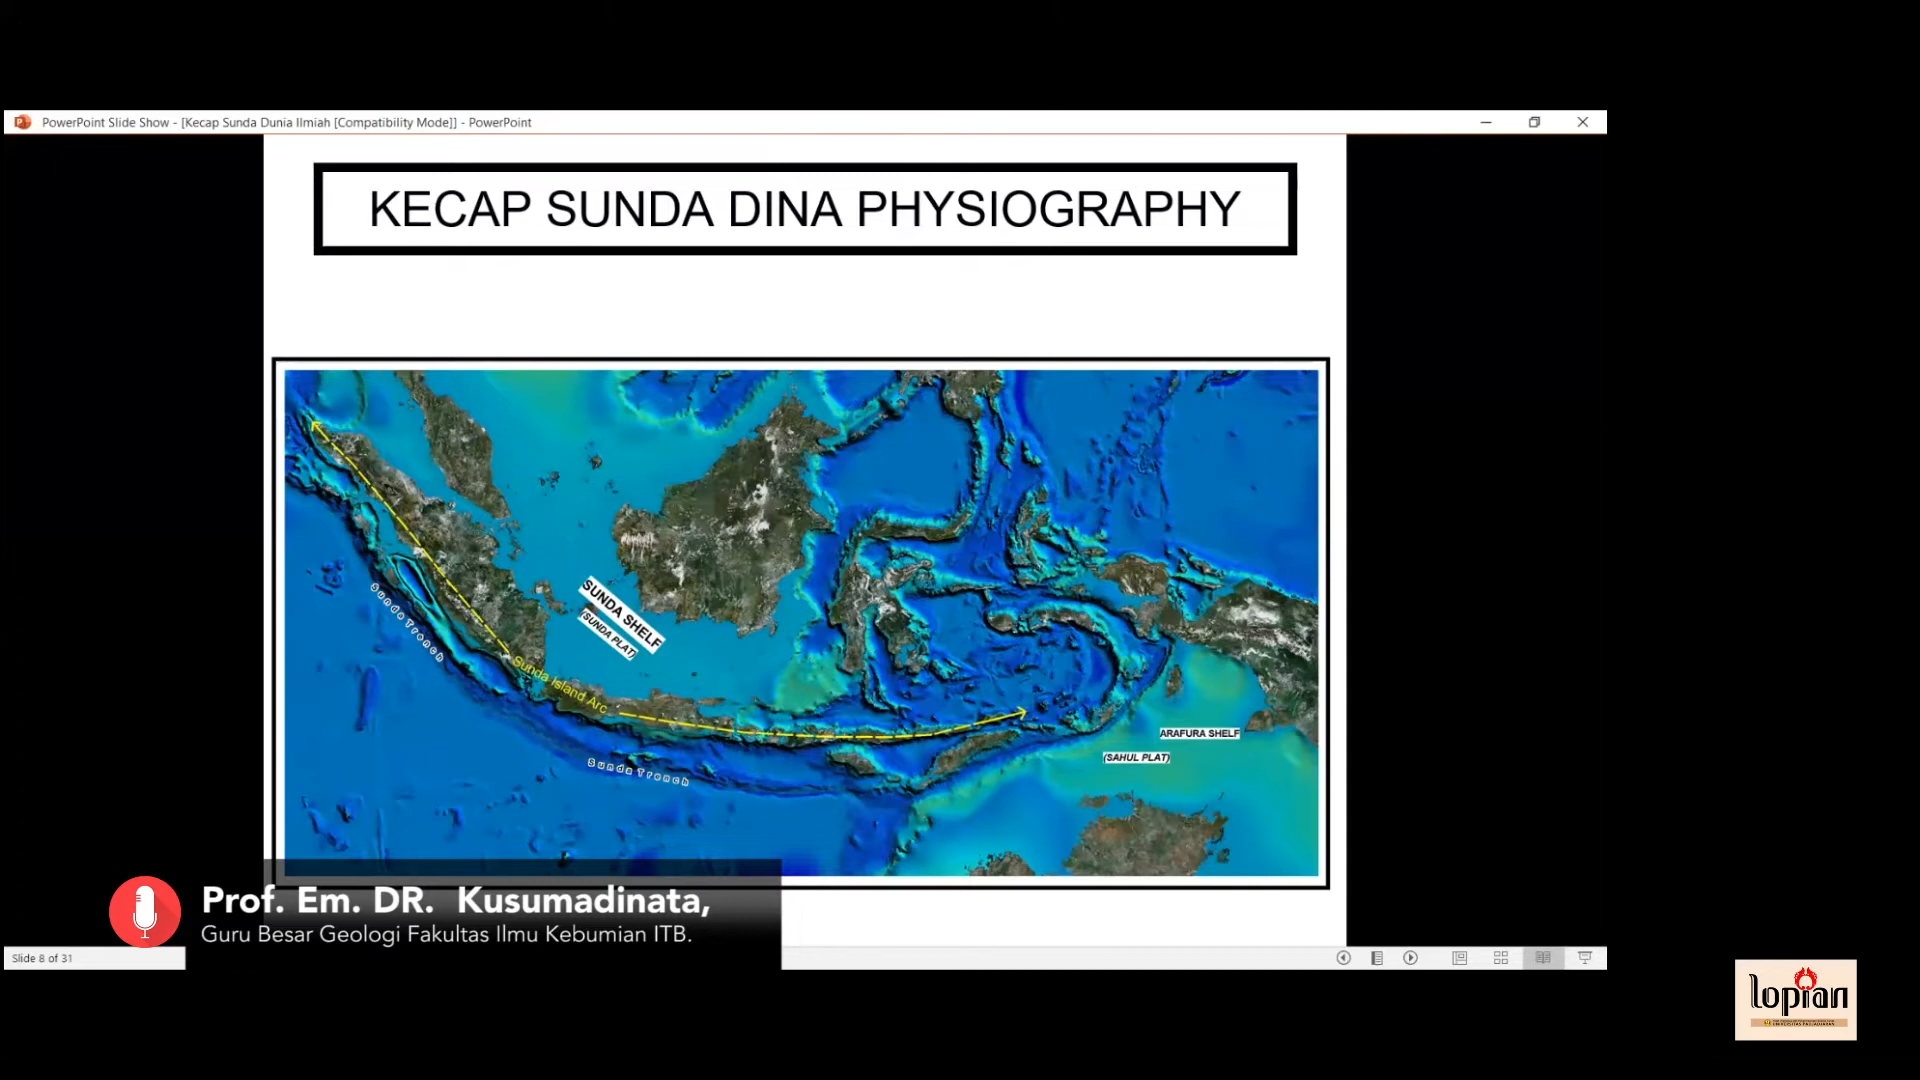 PowerPoint Slide Show - [Kecap Sunda Dunia Ilmiah [Compatibility Mode]] - PowerPoint
KECAP SUNDA DINA PHYSIOGRAPHY
SUNDA SHELF
(SUNDA PLAT)
Sunda Trench
Sunda Island Arc
Sunda Trench
ARAFURA SHELF
(SAHUL PLAT)
Prof. Em. DR. Kusumadinata,
Guru Besar Geologi Fakultas Ilmu Kebumian ITB.
Slide 8 of 31
lopian
UNIVERSITAS PADJADJARAN